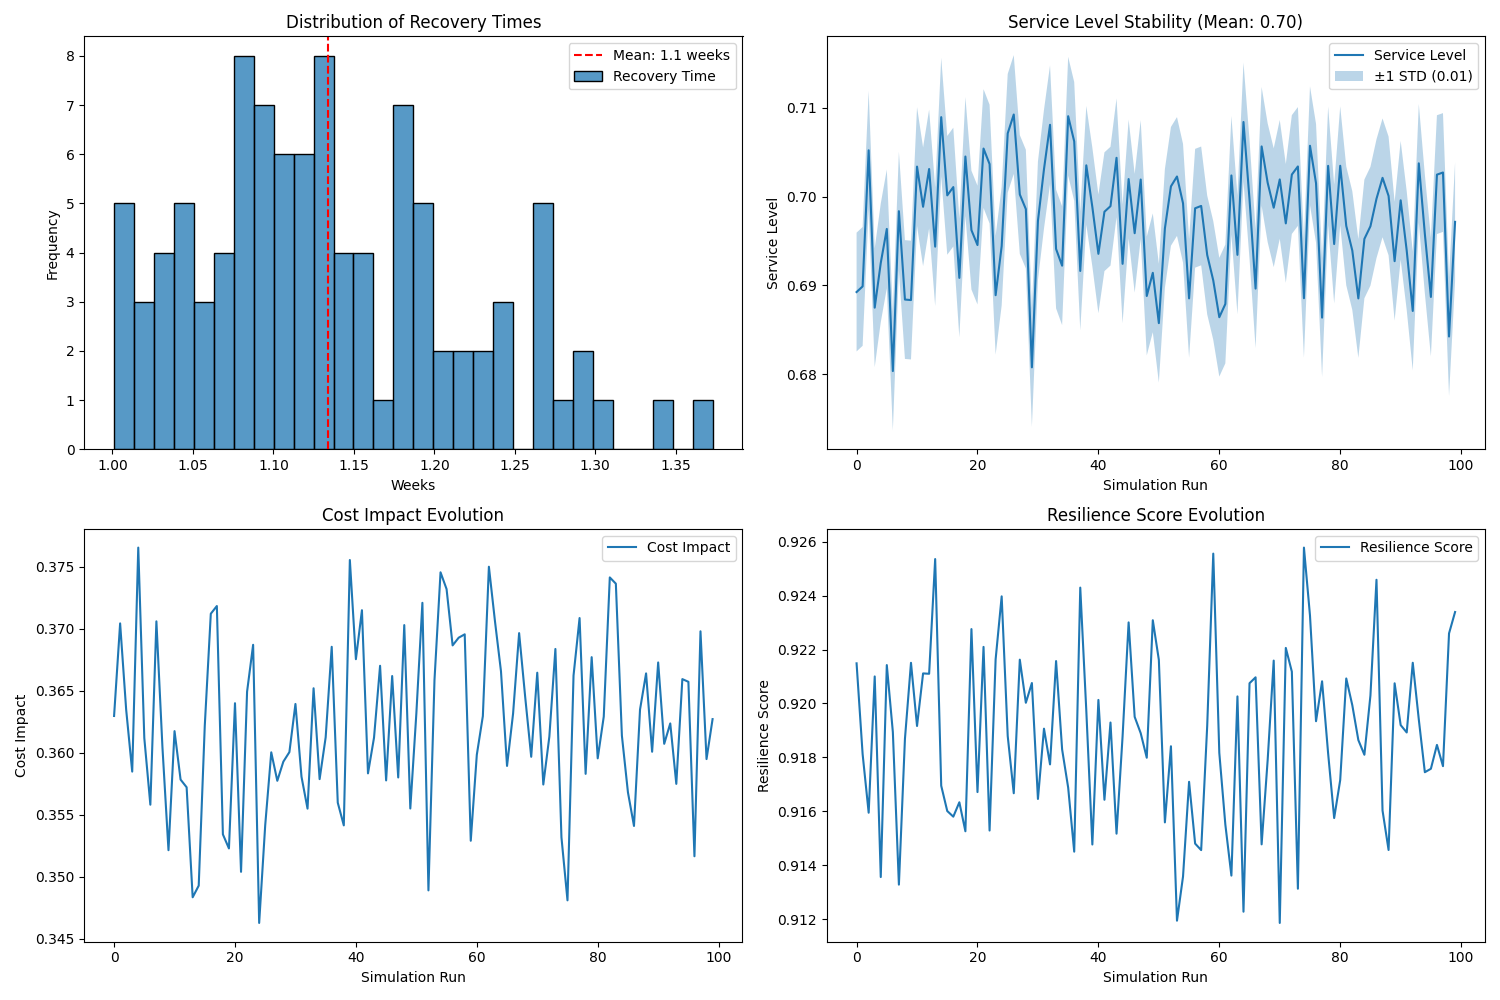 Distribution of Recovery Times
Mean: 1.1 weeks
Recovery Time
Frequency
8
7
6
5
4
3
2
1
0
1.00 1.05 1.10 1.15 1.20 1.25 1.30 1.35
Weeks
Service Level Stability (Mean: 0.70)
Service Level
±1 STD (0.01)
Service Level
0.71
0.70
0.69
0.68
0 20 40 60 80 100
Simulation Run
Cost Impact Evolution
Cost Impact
Cost Impact
0.375
0.370
0.365
0.360
0.355
0.350
0.345
0 20 40 60 80 100
Simulation Run
Resilience Score Evolution
Resilience Score
Resilience Score
0.926
0.924
0.922
0.920
0.918
0.916
0.914
0.912
0 20 40 60 80 100
Simulation Run